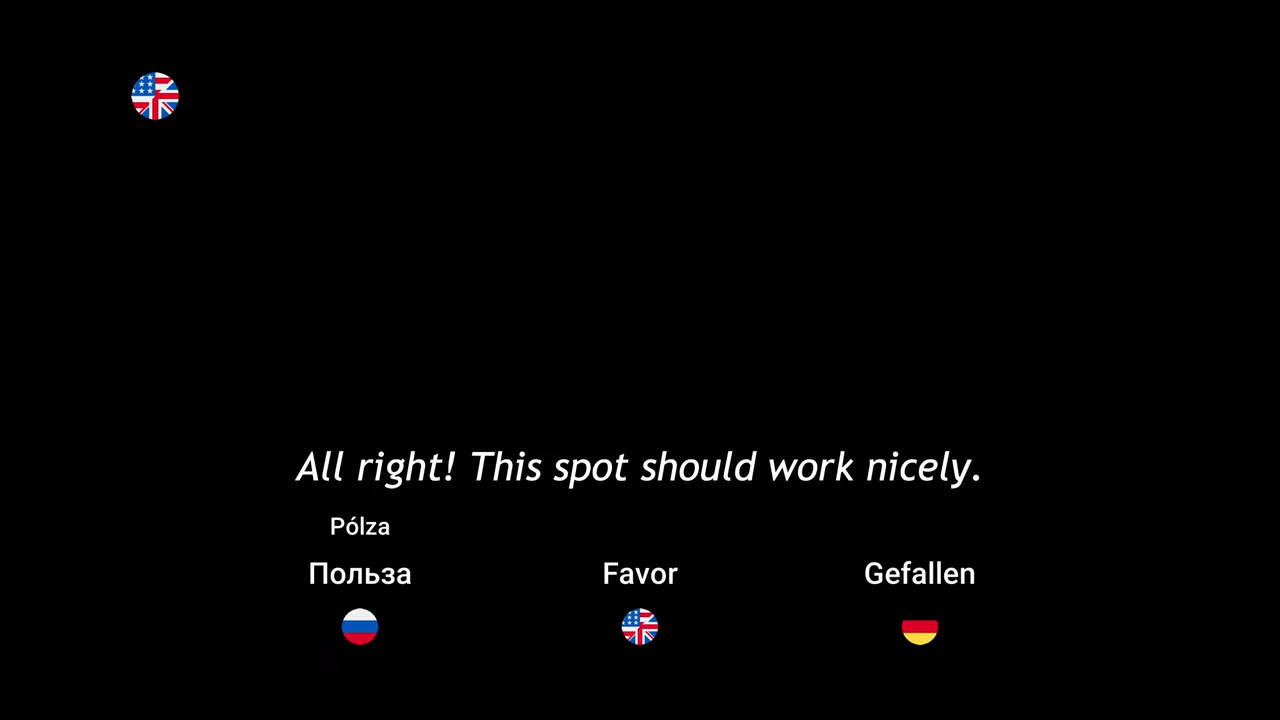 All right! This spot should work nicely.
Pólza
Польза
Favor
Gefallen